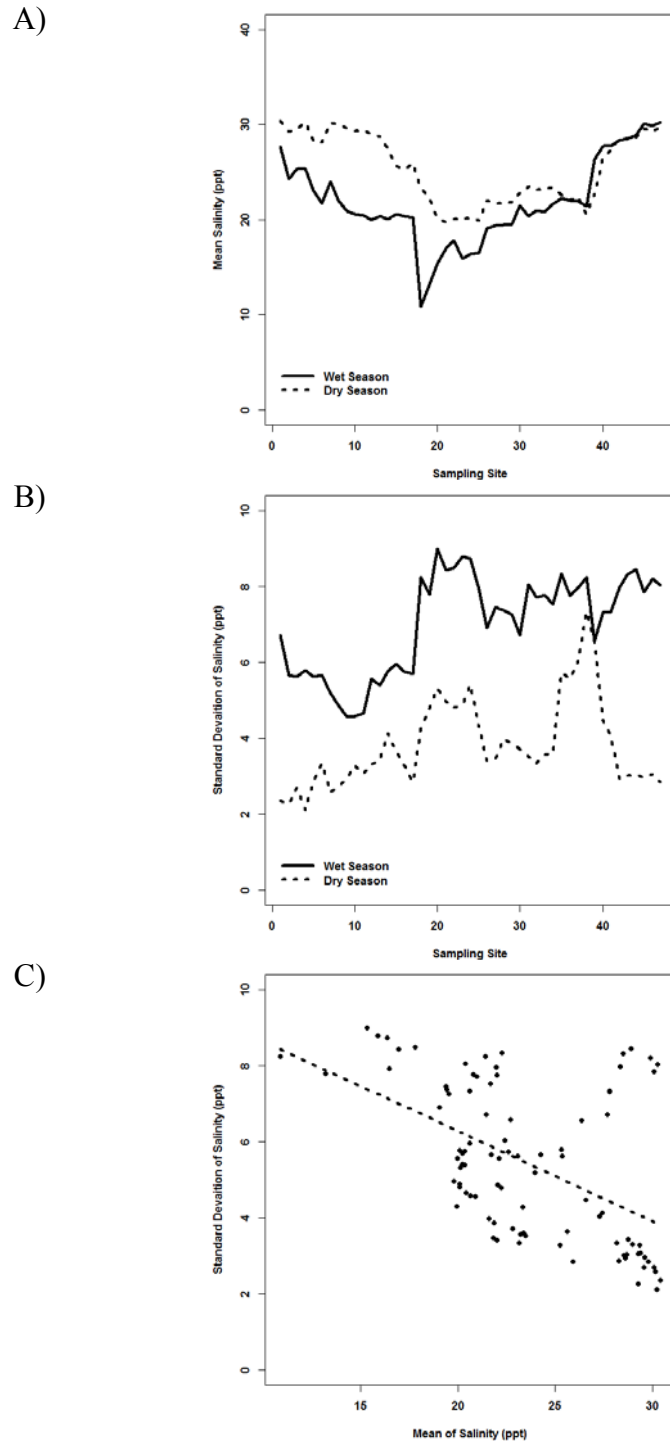 A)
Mean Salinity (ppt)
40
30
20
10
0
Wet Season
Dry Season
0 10 20 30 40
Sampling Site
B)
Standard Devaition of Salinity (ppt)
10
8
6
4
2
0
Wet Season
Dry Season
0 10 20 30 40
Sampling Site
C)
Standard Devaition of Salinity (ppt)
10
8
6
4
2
0
15 20 25 30
Mean of Salinity (ppt)